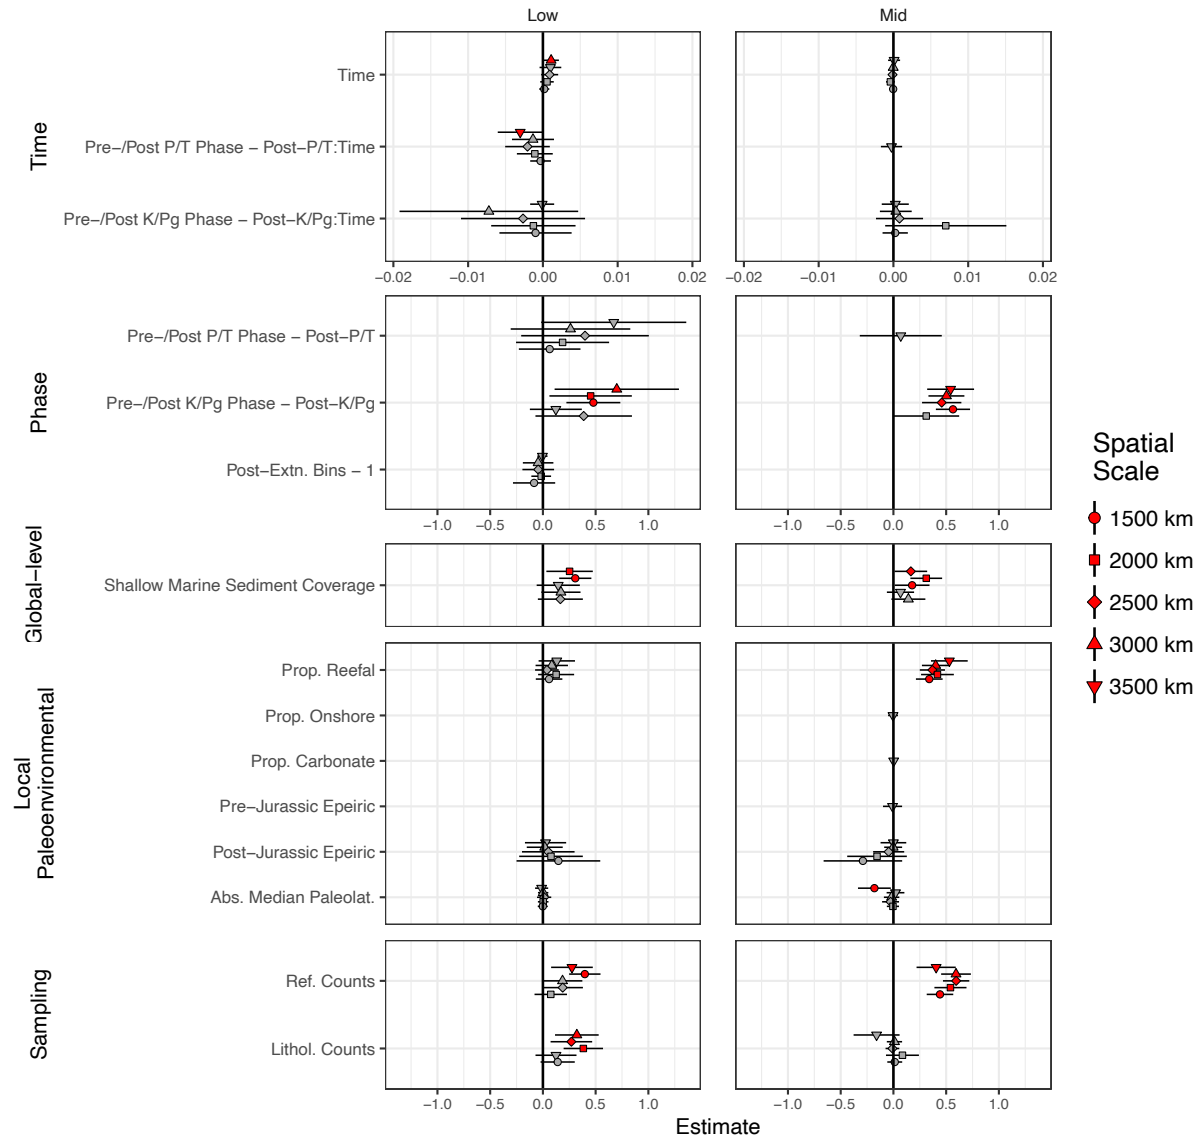 Low Mid
Time
Time
Pre−/Post P/T Phase − Post−P/T:Time
Pre−/Post K/Pg Phase − Post−K/Pg:Time
−0.02 −0.01 0.00 0.01 0.02 −0.02 −0.01 0.00 0.01 0.02
Phase
Pre−/Post P/T Phase − Post−P/T
Pre−/Post K/Pg Phase − Post−K/Pg
Post−Extn. Bins − 1
−1.0 −0.5 0.0 0.5 1.0 −1.0 −0.5 0.0 0.5 1.0
Global−level
Shallow Marine Sediment Coverage
Local
Paleoenvironmental
Prop. Reefal
Prop. Onshore
Prop. Carbonate
Pre−Jurassic Epeiric
Post−Jurassic Epeiric
Abs. Median Paleolat.
Sampling
Ref. Counts
Lithol. Counts
−1.0 −0.5 0.0 0.5 1.0 −1.0 −0.5 0.0 0.5 1.0
Estimate
Spatial
Scale
1500 km
2000 km
2500 km
3000 km
3500 km